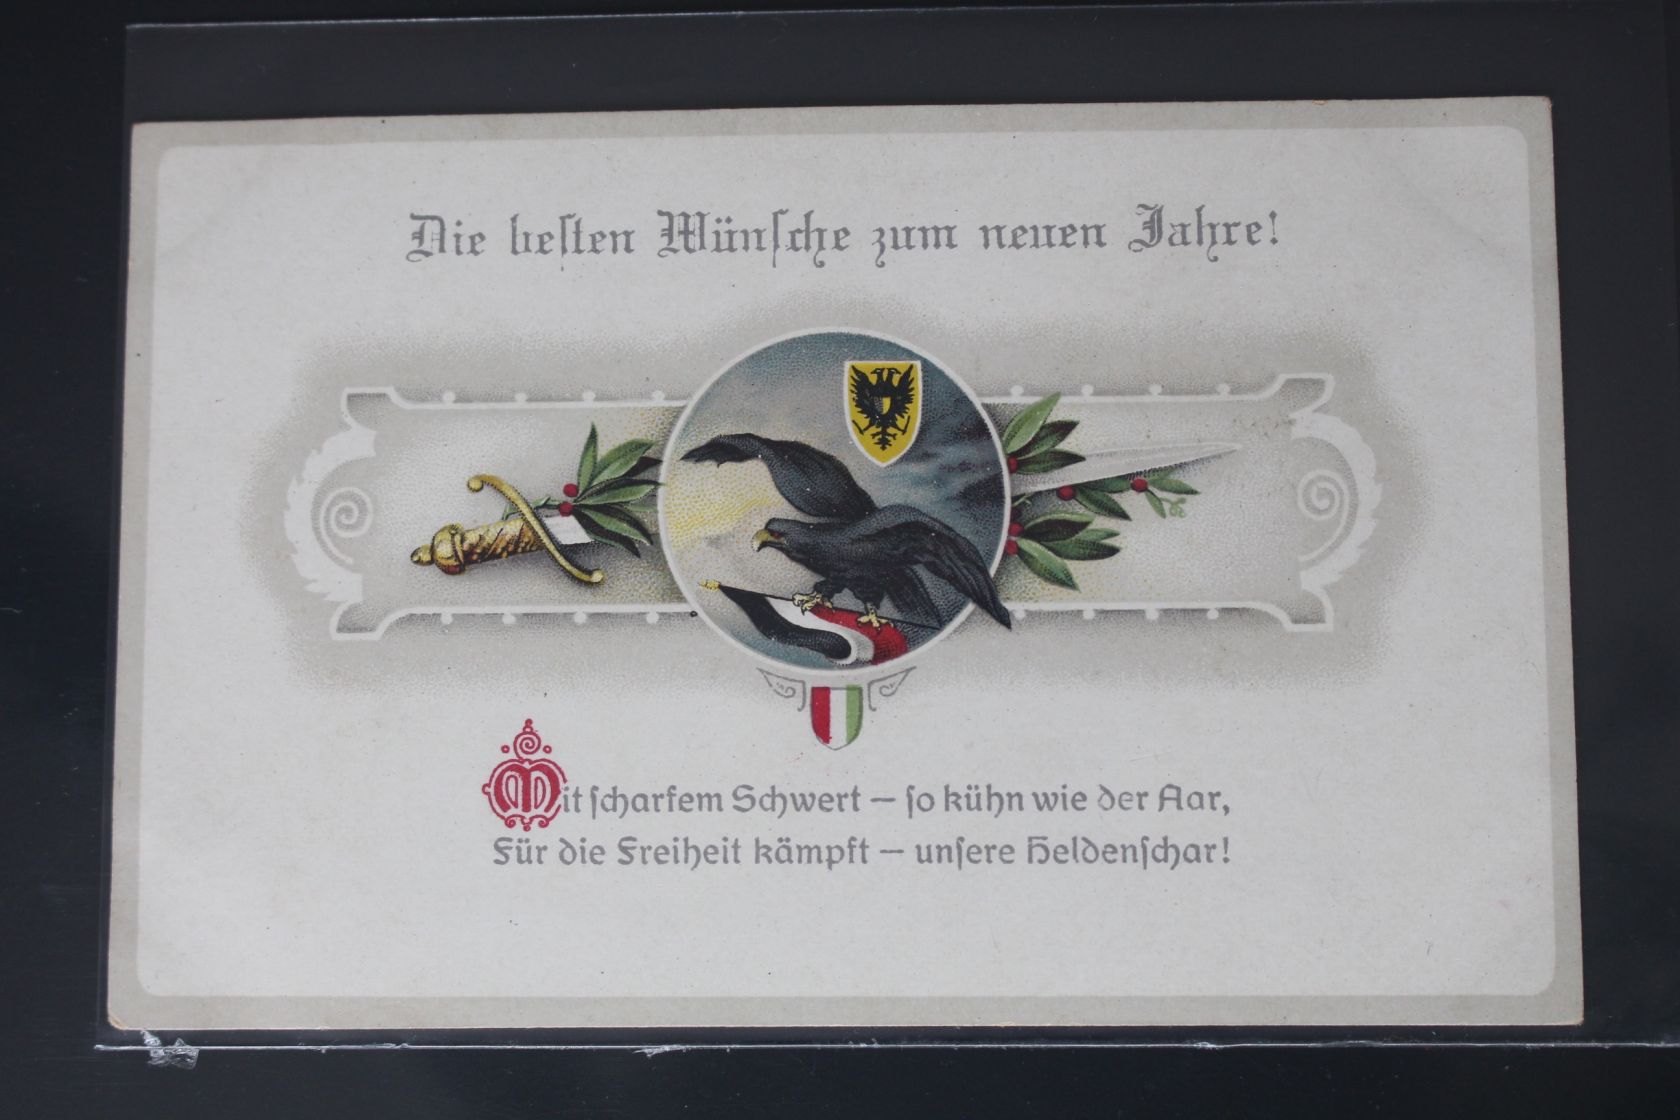 Die besten Wünsche zum neuen Jahre!
Mit scharfem Schwert – so kühn wie der Aar,
Für die Freiheit kämpft – unsere Heldenschar!